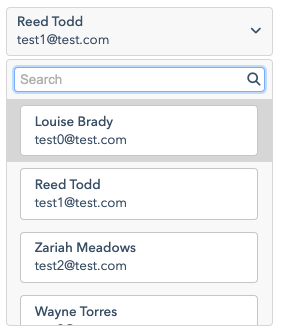 Reed Todd
test1@test.com
Search
Louise Brady
test0@test.com
Reed Todd
test1@test.com
Zariah Meadows
test2@test.com
Wayne Torres